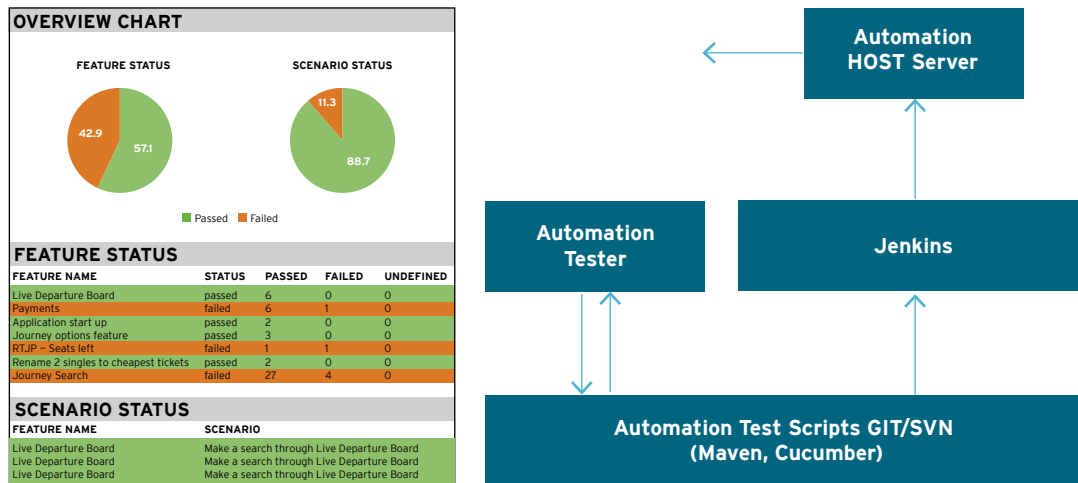 OVERVIEW CHART
FEATURE STATUS
SCENARIO STATUS
42.9
57.1
11.3
88.7
Passed
Failed
FEATURE STATUS
FEATURE NAME STATUS PASSED FAILED UNDEFINED
Live Departure Board passed 6 0 0
Payments failed 6 1 0
Application start up passed 2 0 0
Journey options feature passed 3 0 0
RTJP – Seats left failed 1 1 0
Rename 2 singles to cheapest tickets passed 2 0 0
Journey Search failed 27 4 0
SCENARIO STATUS
FEATURE NAME SCENARIO
Live Departure Board Make a search through Live Departure Board
Live Departure Board Make a search through Live Departure Board
Live Departure Board Make a search through Live Departure Board
Automation
HOST Server
Automation
Tester
Jenkins
Automation Test Scripts GIT/SVN
(Maven, Cucumber)